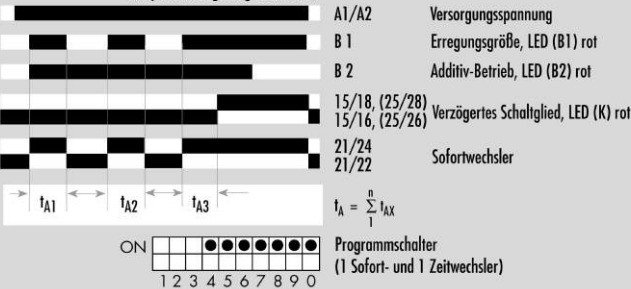 A1/A2 Versorgungsspannung
B 1 Erregungsgröße, LED (B1) rot
B 2 Additiv-Betrieb, LED (B2) rot
15/18, (25/28)
15/16, (25/26) Verzögertes Schaltglied, LED (K) rot
21/24
21/22 Sofortwechsler
tA1 tA2 tA3 tA = n Σ 1 tAX
ON Programmschalter
(1 Sofort- und 1 Zeitwechsler)
1 2 3 4 5 6 7 8 9 0